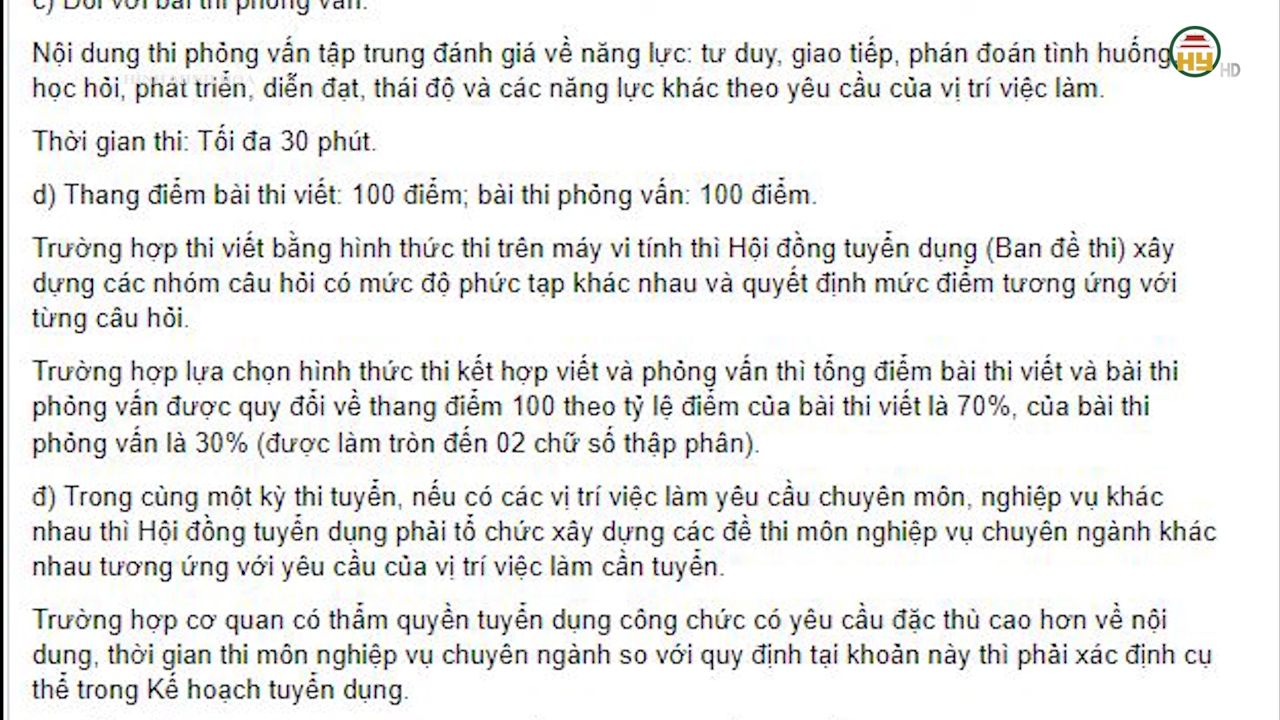 c) Đối với bài thi phỏng vấn:
Nội dung thi phỏng vấn tập trung đánh giá về năng lực: tư duy, giao tiếp, phán đoán tình huống
học hỏi, phát triển, diễn đạt, thái độ và các năng lực khác theo yêu cầu của vị trí việc làm.
Thời gian thi: Tối đa 30 phút.
d) Thang điểm bài thi viết: 100 điểm; bài thi phỏng vấn: 100 điểm.
Trường hợp thi viết bằng hình thức thi trên máy vi tính thì Hội đồng tuyển dụng (Ban đề thi) xây
dựng các nhóm câu hỏi có mức độ phức tạp khác nhau và quyết định mức điểm tương ứng với
từng câu hỏi.
Trường hợp lựa chọn hình thức thi kết hợp viết và phỏng vấn thì tổng điểm bài thi viết và bài thi
phỏng vấn được quy đổi về thang điểm 100 theo tỷ lệ điểm của bài thi viết là 70%, của bài thi
phỏng vấn là 30% (được làm tròn đến 02 chữ số thập phân).
đ) Trong cùng một kỳ thi tuyển, nếu có các vị trí việc làm yêu cầu chuyên môn, nghiệp vụ khác
nhau thì Hội đồng tuyển dụng phải tổ chức xây dựng các đề thi môn nghiệp vụ chuyên ngành khác
nhau tương ứng với yêu cầu của vị trí việc làm cần tuyển.
Trường hợp cơ quan có thẩm quyền tuyển dụng công chức có yêu cầu đặc thù cao hơn về nội
dung, thời gian thi môn nghiệp vụ chuyên ngành so với quy định tại khoản này thì phải xác định cụ
thể trong Kế hoạch tuyển dụng.
HY HD